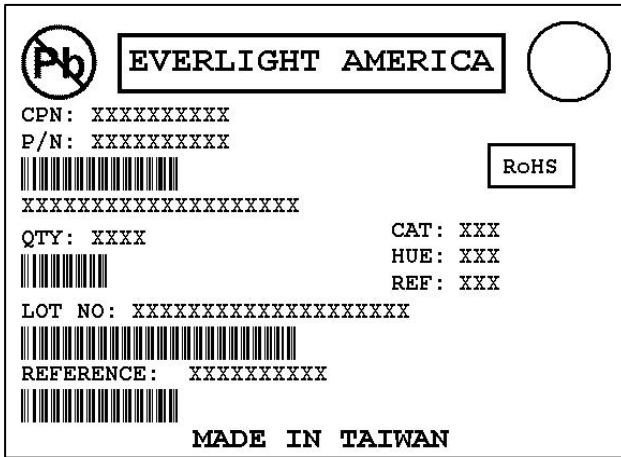 Pb
EVERLIGHT AMERICA
CPN: XXXXXXXXXX
P/N: XXXXXXXXXX
RoHS
XXXXXXXXXXXXXXXXXXXX
QTY: XXXX
CAT: XXX
HUE: XXX
REF: XXX
LOT NO: XXXXXXXXXXXXXXXXXXXX
REFERENCE: XXXXXXXXXX
MADE IN TAIWAN